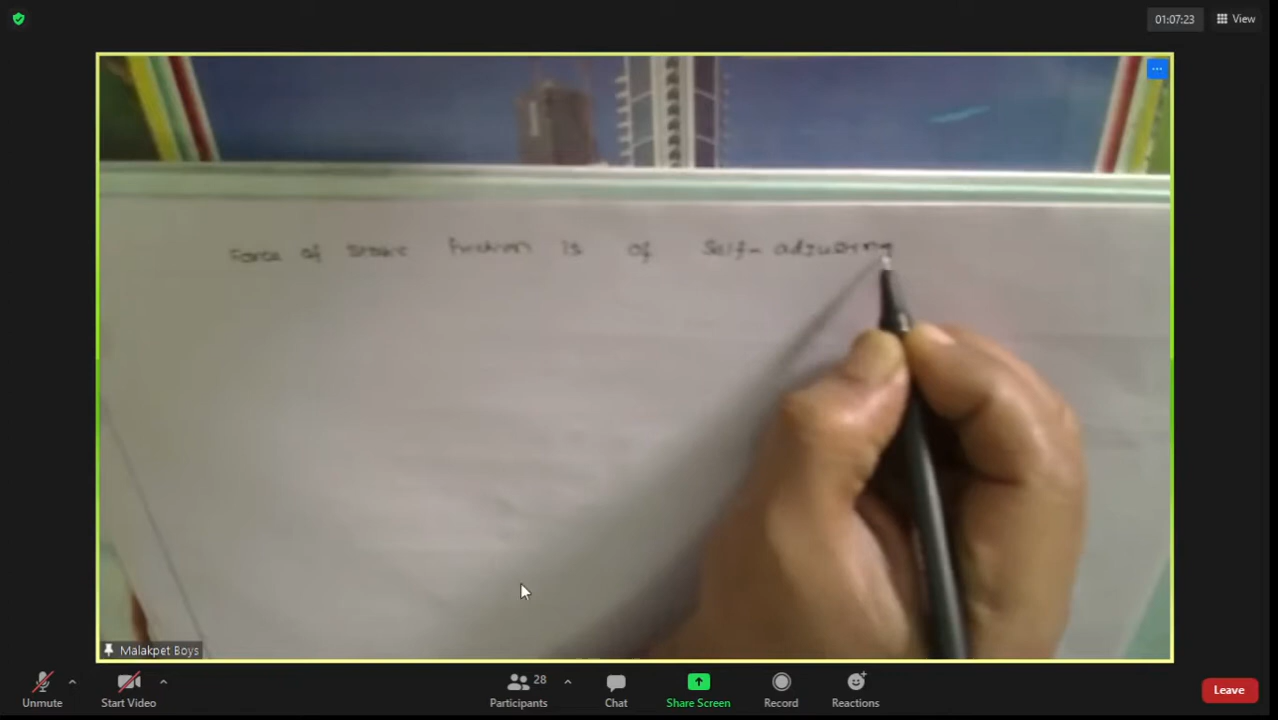 01:07:23
View
Force of static friction is of Self-adjusting
Malakpet Boys
Unmute
Start Video
28
Participants
Chat
Share Screen
Record
Reactions
Leave